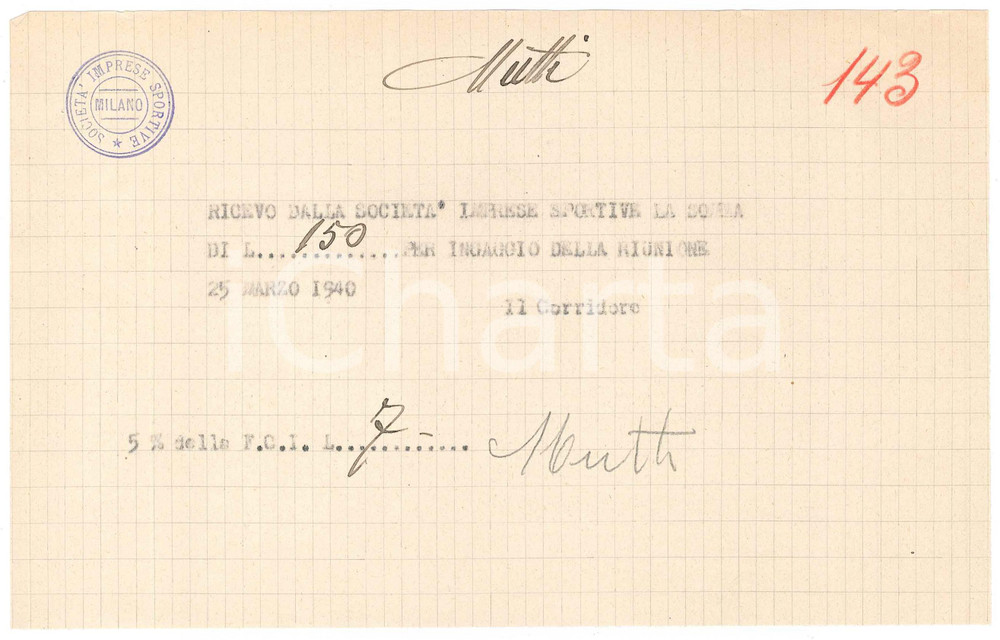 Mutti
143
SOCIETA' IMPRESE SPORTIVE
MILANO
RICEVO DALLA SOCIETA' IMPRESE SPORTIVE LA SOMMA
DI L...150...........PER INGAGGIO DELLA RIUNIONE
25 MARZO 1940
Il Corridore
5 % della F.C.I. L...7.-.........
Mutti
iCharta